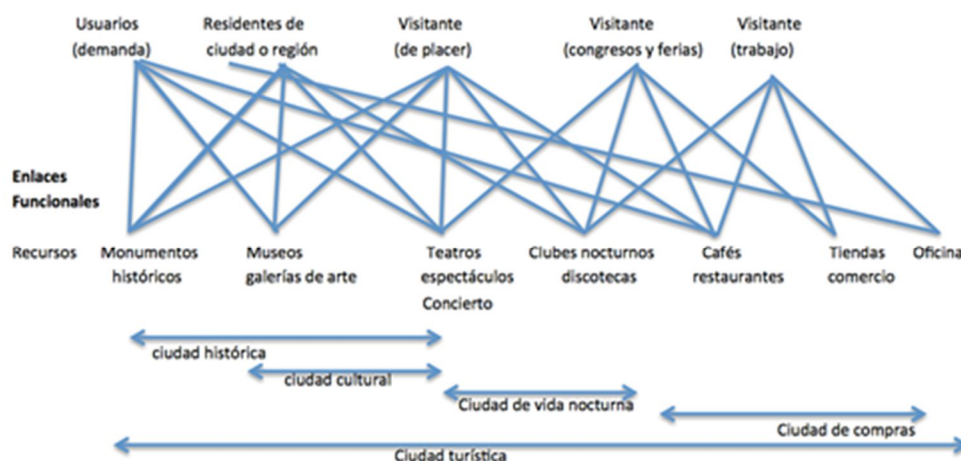 Usuarios
(demanda)
Residentes de
ciudad o región
Visitante
(de placer)
Visitante
(congresos y ferias)
Visitante
(trabajo)
Enlaces
Funcionales
Recursos
Monumentos
históricos
Museos
galerías de arte
Teatros
espectáculos
Concierto
Clubes nocturnos
discotecas
Cafés
restaurantes
Tiendas
comercio
Oficina
ciudad histórica
ciudad cultural
Ciudad de vida nocturna
Ciudad de compras
Ciudad turística